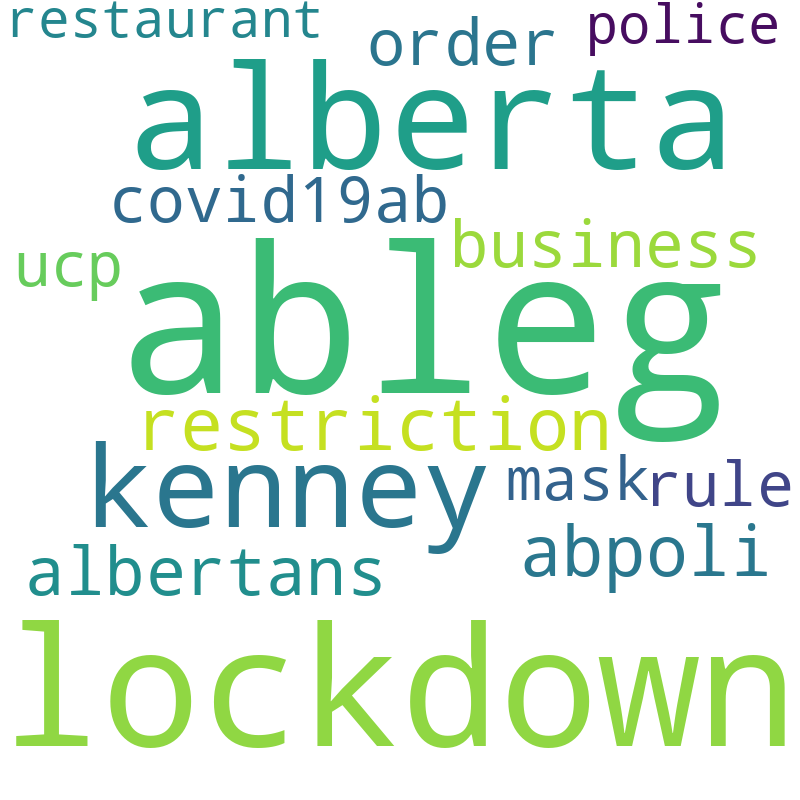 restaurant order police
alberta
covid19ab
ucp business
ableg
restriction
kenney mask rule
albertans abpoli
lockdown